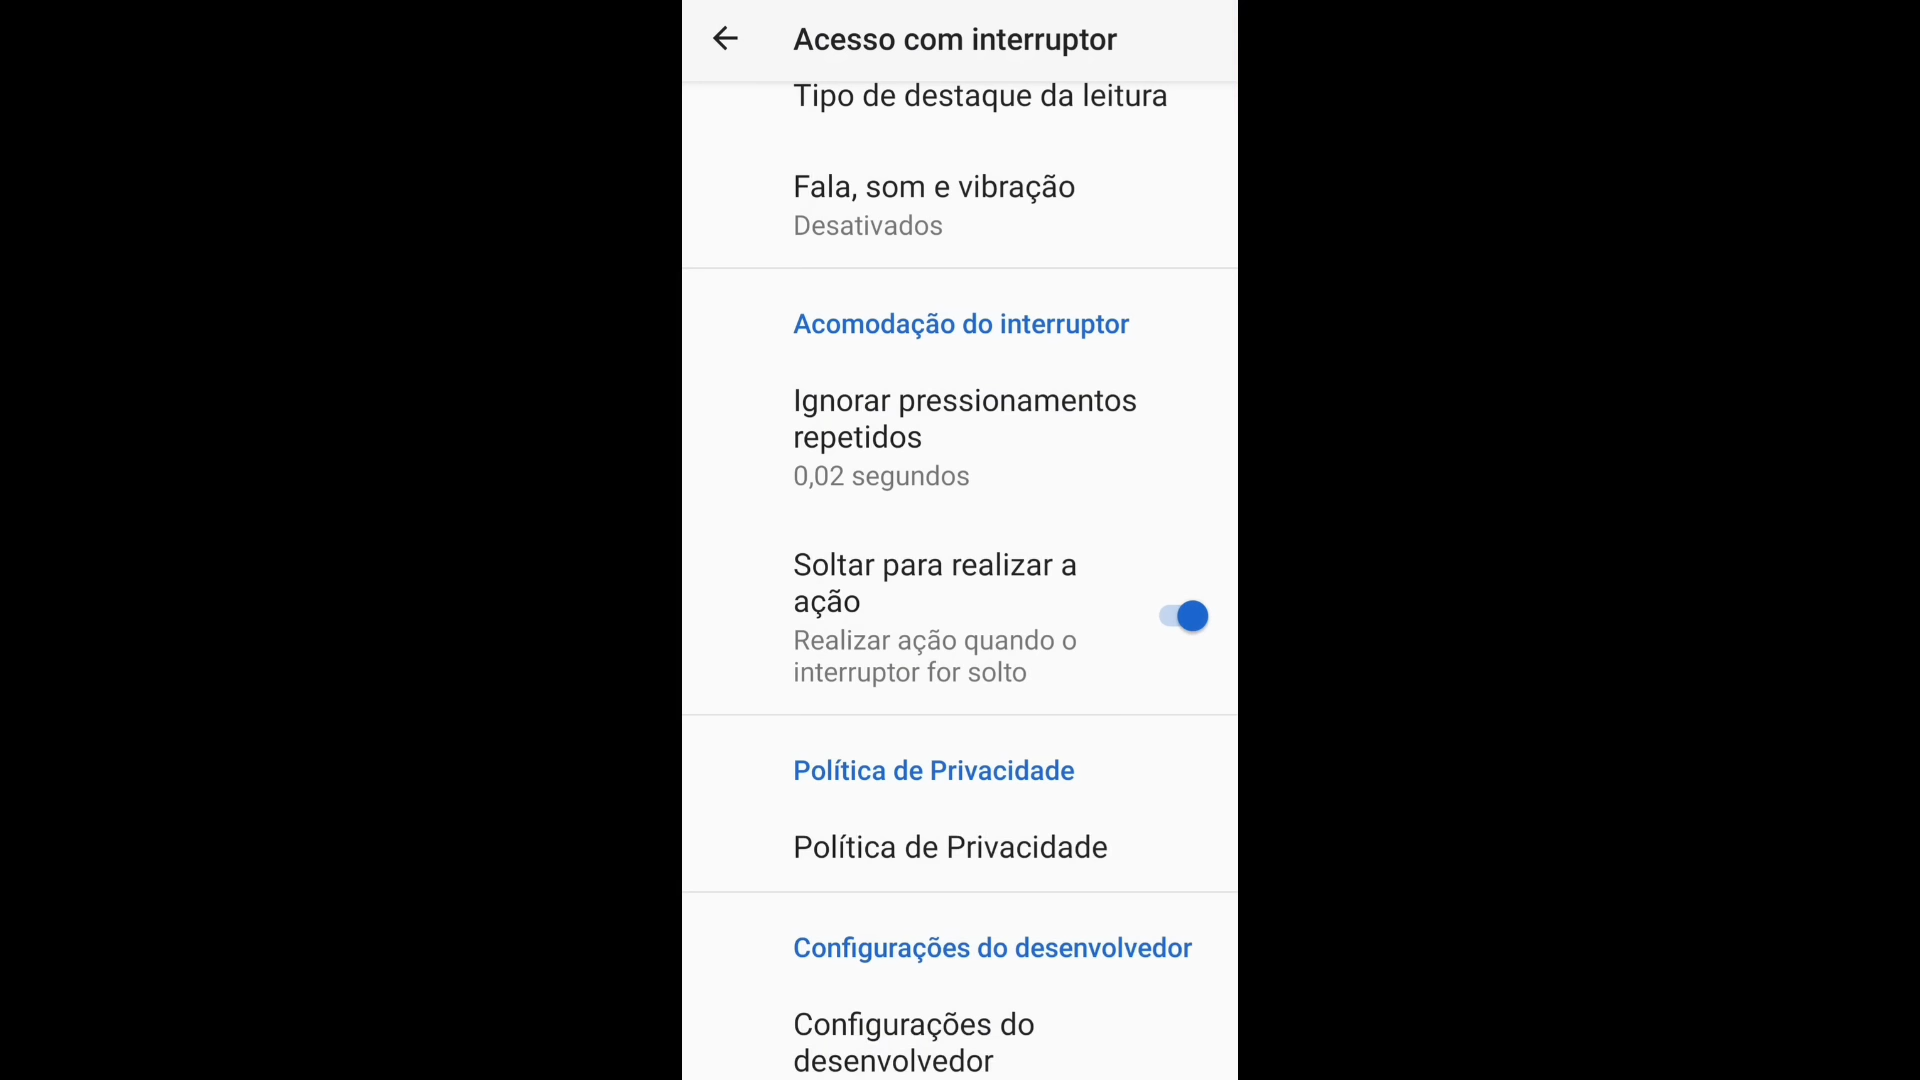 Acesso com interruptor
Tipo de destaque da leitura
Fala, som e vibração
Desativados
Acomodação do interruptor
Ignorar pressionamentos
repetidos
0,02 segundos
Soltar para realizar a
ação
Realizar ação quando o
interruptor for solto
Política de Privacidade
Política de Privacidade
Configurações do desenvolvedor
Configurações do
desenvolvedor